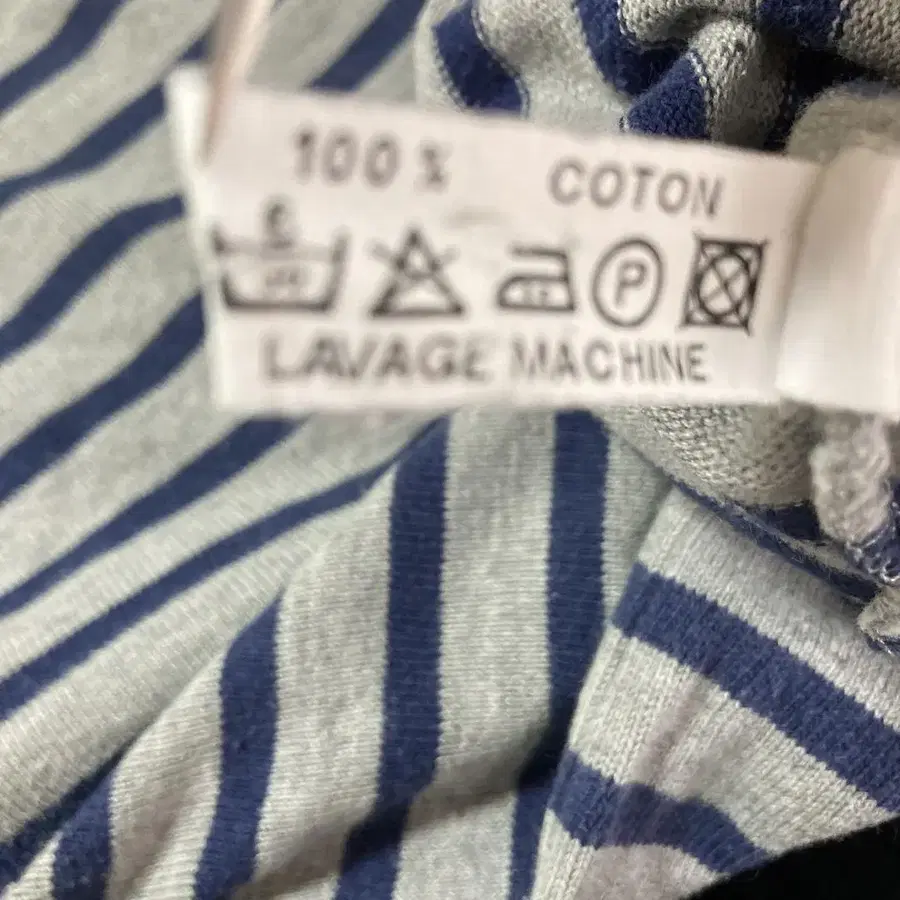 100 % COTON
P
LAVAGE MACHINE